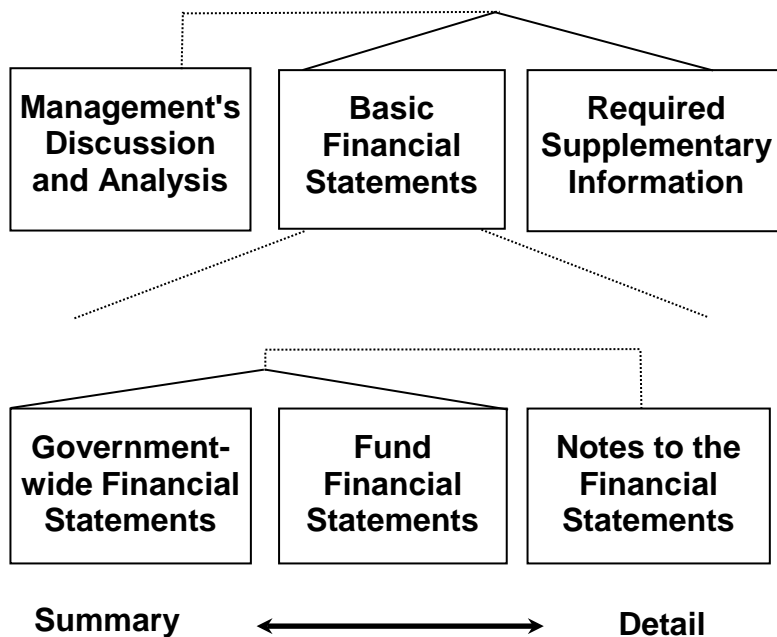 Management's
Discussion
and Analysis
Basic
Financial
Statements
Required
Supplementary
Information
Government-
wide Financial
Statements
Fund
Financial
Statements
Notes to the
Financial
Statements
Summary
Detail